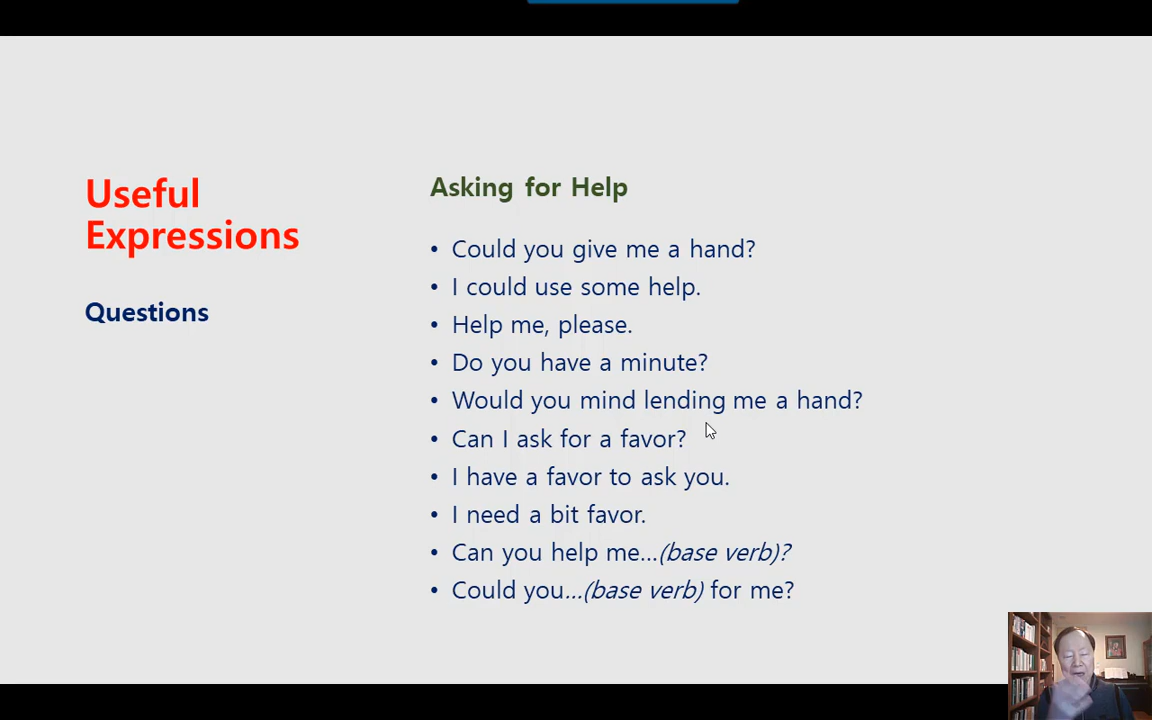 Useful
Expressions
Questions
Asking for Help
• Could you give me a hand?
• I could use some help.
• Help me, please.
• Do you have a minute?
• Would you mind lending me a hand?
• Can I ask for a favor?
• I have a favor to ask you.
• I need a bit favor.
• Can you help me...(base verb)?
• Could you...(base verb) for me?